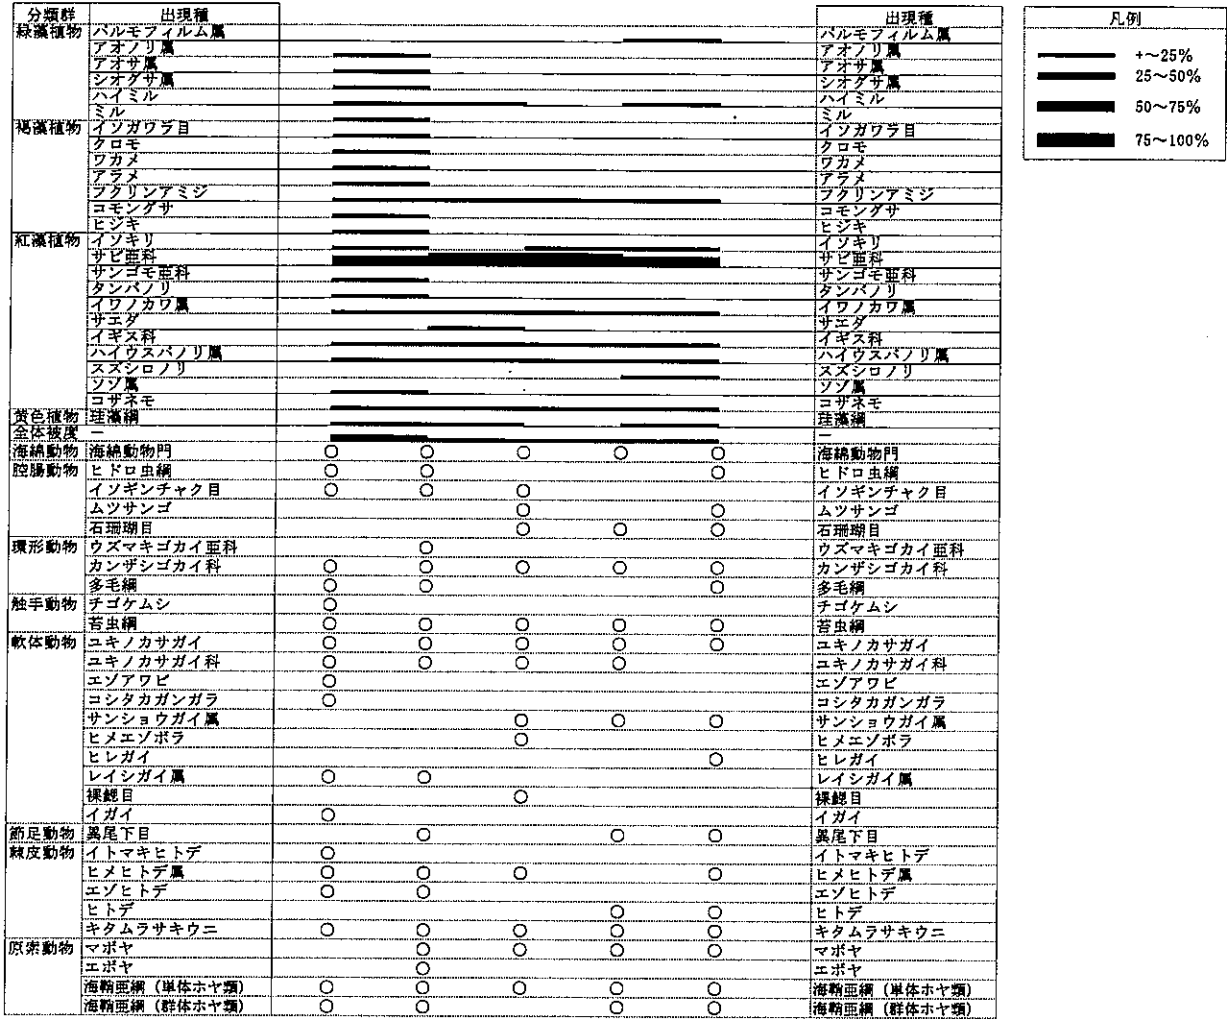 分類群 出現種 出現種 凡例
緑藻植物 パルモフィルム属 パルモフィルム属
アオノリ属 アオノリ属
アオサ属 アオサ属
シオグサ属 シオグサ属
ハイミル ハイミル
ミル ミル
褐藻植物 イソガワラ目 イソガワラ目
クロモ クロモ
ワカメ ワカメ
アラメ アラメ
フクリンアミジ フクリンアミジ
コモングサ コモングサ
ヒジキ ヒジキ
紅藻植物 イソキリ イソキリ
サビ亜科 サビ亜科
サンゴモ亜科 サンゴモ亜科
タンバノリ タンバノリ
イワノカワ属 イワノカワ属
サエダ サエダ
イギス科 イギス科
ハイウスバノリ属 ハイウスバノリ属
スズシロノリ スズシロノリ
ソゾ属 ソゾ属
コザネモ コザネモ
黄色植物 珪藻綱 珪藻綱
全体被度 － －
海綿動物 海綿動物門 ○ ○ ○ ○ ○ 海綿動物門
腔腸動物 ヒドロ虫綱 ○ ○ ○ ヒドロ虫綱
イソギンチャク目 ○ ○ ○ イソギンチャク目
ムツサンゴ ○ ○ ムツサンゴ
石珊瑚目 ○ ○ ○ 石珊瑚目
環形動物 ウズマキゴカイ亜科 ○ ウズマキゴカイ亜科
カンザシゴカイ科 ○ ○ ○ ○ ○ カンザシゴカイ科
多毛綱 ○ ○ ○ 多毛綱
触手動物 チゴケムシ ○ チゴケムシ
苔虫綱 ○ ○ ○ ○ ○ 苔虫綱
軟体動物 ユキノカサガイ ○ ○ ○ ○ ○ ユキノカサガイ
ユキノカサガイ科 ○ ○ ○ ○ ユキノカサガイ科
エゾアワビ ○ エゾアワビ
コシタカガンガラ ○ コシタカガンガラ
サンショウガイ属 ○ ○ ○ サンショウガイ属
ヒメエゾボラ ○ ヒメエゾボラ
ヒレガイ ○ ヒレガイ
レイシガイ属 ○ ○ レイシガイ属
裸鰓目 ○ 裸鰓目
イガイ ○ イガイ
節足動物 異尾下目 ○ ○ ○ 異尾下目
棘皮動物 イトマキヒトデ ○ イトマキヒトデ
ヒメヒトデ属 ○ ○ ○ ○ ヒメヒトデ属
エゾヒトデ ○ ○ エゾヒトデ
ヒトデ ○ ○ ヒトデ
キタムラサキウニ ○ ○ ○ ○ ○ キタムラサキウニ
原索動物 マボヤ ○ ○ ○ ○ マボヤ
エボヤ ○ エボヤ
海鞘亜綱（単体ホヤ類） ○ ○ ○ ○ ○ 海鞘亜綱（単体ホヤ類）
海鞘亜綱（群体ホヤ類） ○ ○ ○ ○ 海鞘亜綱（群体ホヤ類）
+～25%
25～50%
50～75%
75～100%